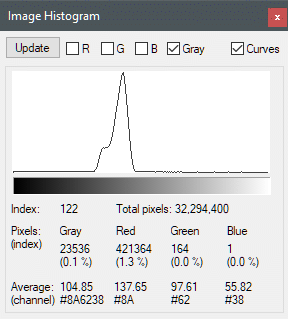 Image Histogram
x
Update R G B Gray Curves
Index: 122 Total pixels: 32,294,400
Pixels: Gray Red Green Blue
(index) 23536 421364 164 1
(0.1 %) (1.3 %) (0.0 %) (0.0 %)
Average: 104.85 137.65 97.61 55.82
(channel) #8A6238 #8A #62 #38